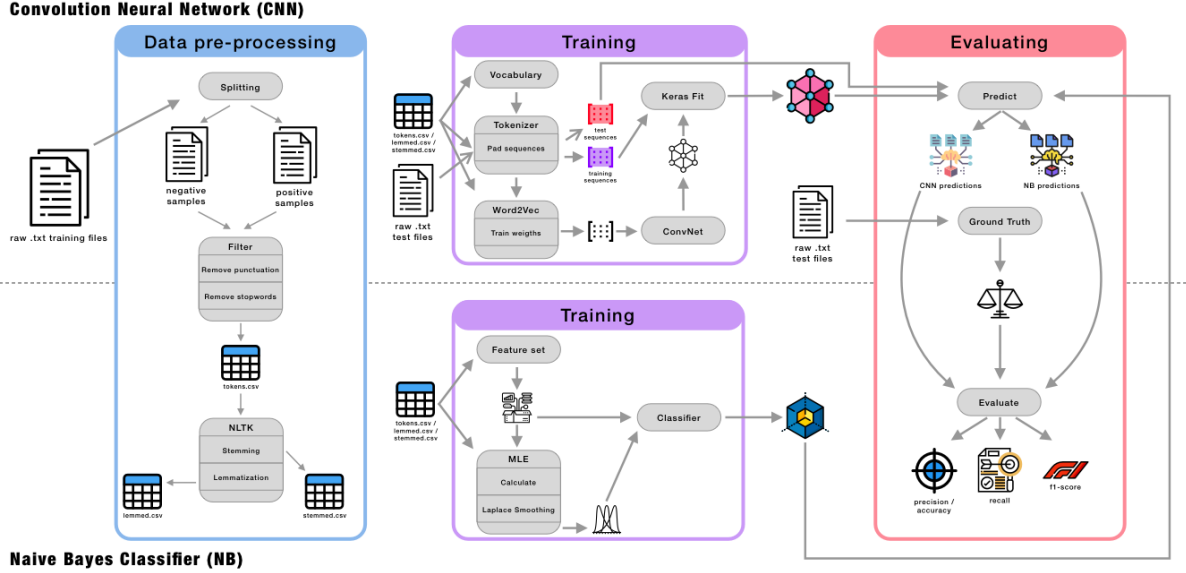 Convolution Neural Network (CNN)
Data pre-processing
Splitting
raw .txt training files
negative
samples
positive
samples
Filter
Remove punctuation
Remove stopwords
tokens.csv
NLTK
Stemming
Lemmatization
lemmed.csv
stemmed.csv
Training
Vocabulary
tokens.csv /
lemmed.csv /
stemmed.csv
Tokenizer
Pad sequences
raw .txt
test files
test
sequences
training
sequences
Keras Fit
Word2Vec
Train weigths
ConvNet
Training
Feature set
tokens.csv /
lemmed.csv /
stemmed.csv
Classifier
MLE
Calculate
Laplace Smoothing
Evaluating
Predict
CNN predictions
NB predictions
raw .txt
test files
Ground Truth
Evaluate
precision /
accuracy
recall
f1-score
Naive Bayes Classifier (NB)